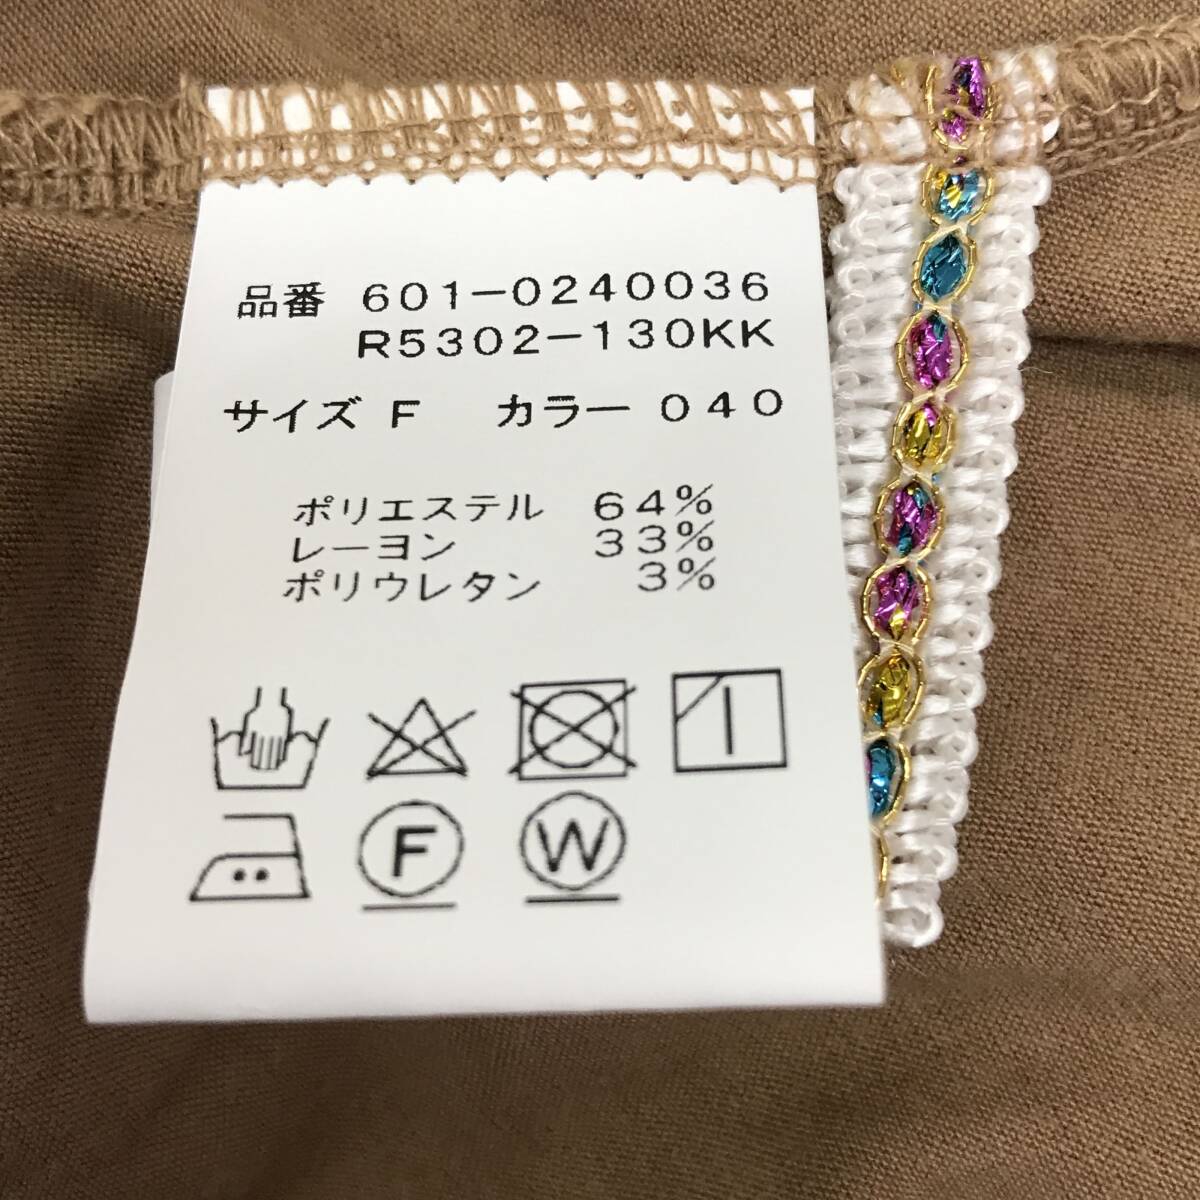 品番 601-0240036
R5302-130KK
サイズ F カラー 040
ポリエステル 64%
レーヨン 33%
ポリウレタン 3%
F W